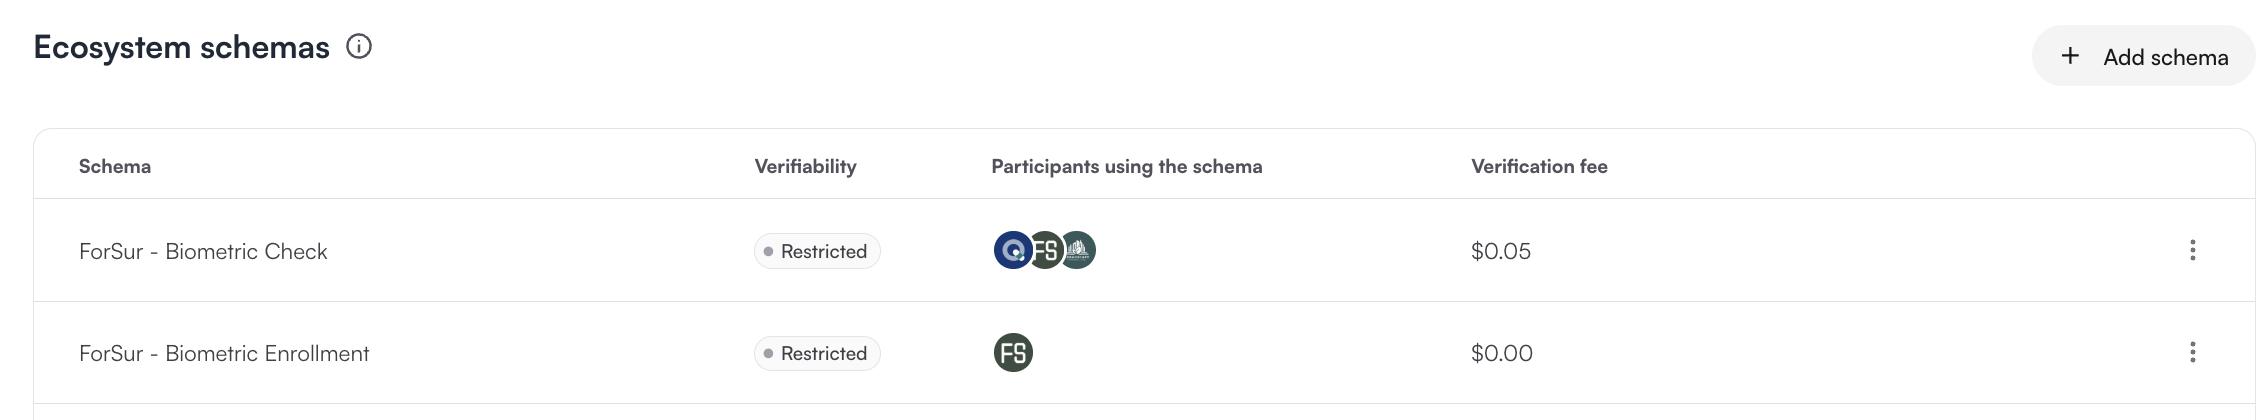 Ecosystem schemas
+ Add schema
Schema Verifiability Participants using the schema Verification fee
ForSur - Biometric Check Restricted FS $0.05
ForSur - Biometric Enrollment Restricted FS $0.00